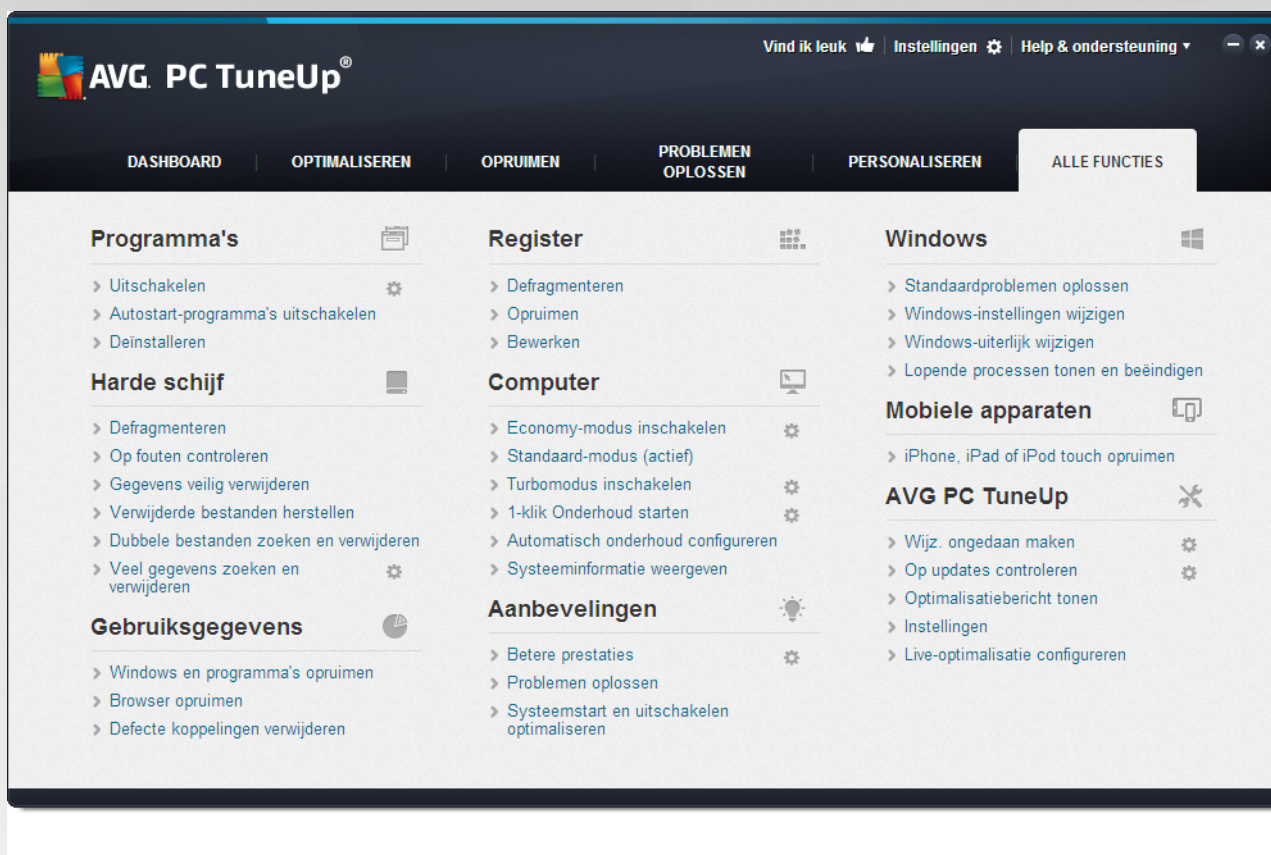 Vind ik leuk Instellingen Help & ondersteuning
AVG. PC TuneUp®
DASHBOARD
OPTIMALISEREN
OPRUIMEN
PROBLEMEN
OPLOSSEN
PERSONALISEREN
ALLE FUNCTIES
Programma's
Uitschakelen
Autostart-programma's uitschakelen
Deïnstalleren
Harde schijf
Defragmenteren
Op fouten controleren
Gegevens veilig verwijderen
Verwijderde bestanden herstellen
Dubbele bestanden zoeken en verwijderen
Veel gegevens zoeken en
verwijderen
Gebruiksgegevens
Windows en programma's opruimen
Browser opruimen
Defecte koppelingen verwijderen
Register
Defragmenteren
Opruimen
Bewerken
Computer
Economy-modus inschakelen
Standaard-modus (actief)
Turbomodus inschakelen
1-klik Onderhoud starten
Automatisch onderhoud configureren
Systeeminformatie weergeven
Aanbevelingen
Betere prestaties
Problemen oplossen
Systeemstart en uitschakelen
optimaliseren
Windows
Standaardproblemen oplossen
Windows-instellingen wijzigen
Windows-uiterlijk wijzigen
Lopende processen tonen en beëindigen
Mobiele apparaten
iPhone, iPad of iPod touch opruimen
AVG PC TuneUp
Wijz. ongedaan maken
Op updates controleren
Optimalisatiebericht tonen
Instellingen
Live-optimalisatie configureren